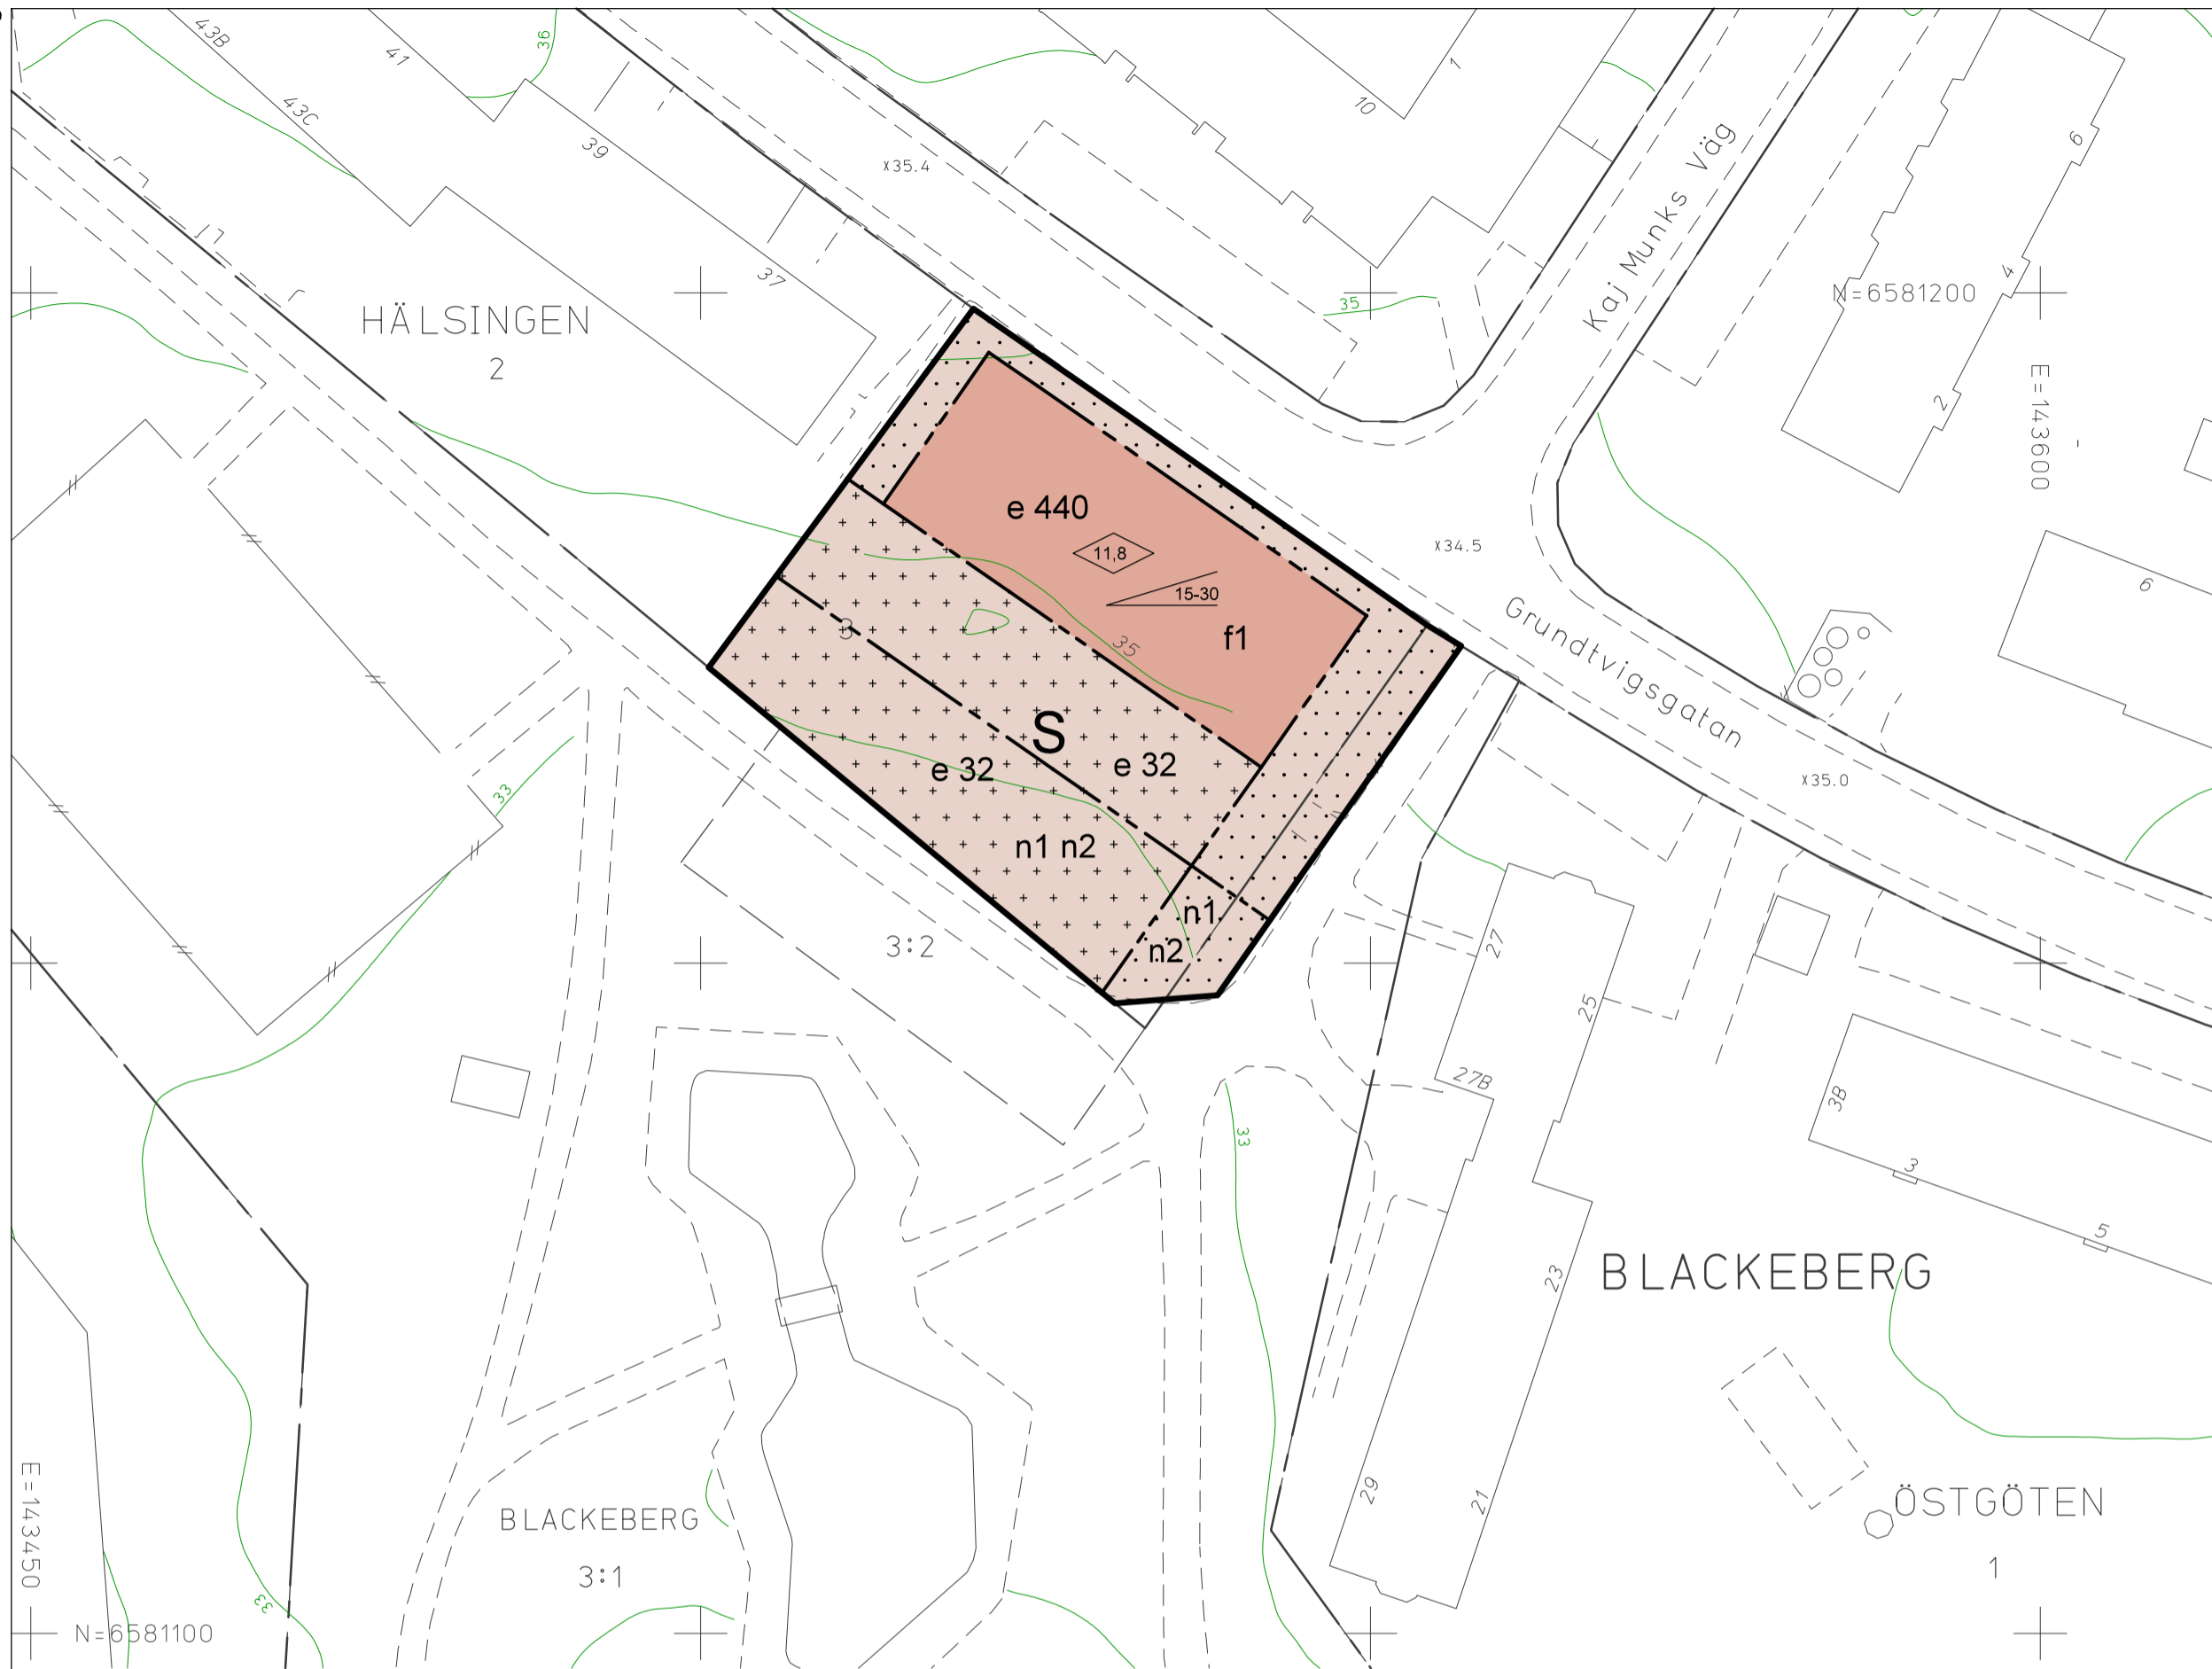 43B
41
36
43C
39
37
x35.4
10
1
Kaj Munks Väg
6
4
2
N=6581200
E=143600
HÄLSINGEN
2
35
e 440
11,8
15-30
f1
35
3
x34.5
Grundtvigsgatan
x35.0
6
S
e 32
e 32
n1 n2
n1
n2
33
3:2
27
25
27B
3B
3
5
33
23
BLACKEBERG
29
21
E=143450
BLACKEBERG
3:1
ÖSTGÖTEN
1
33
N=6581100